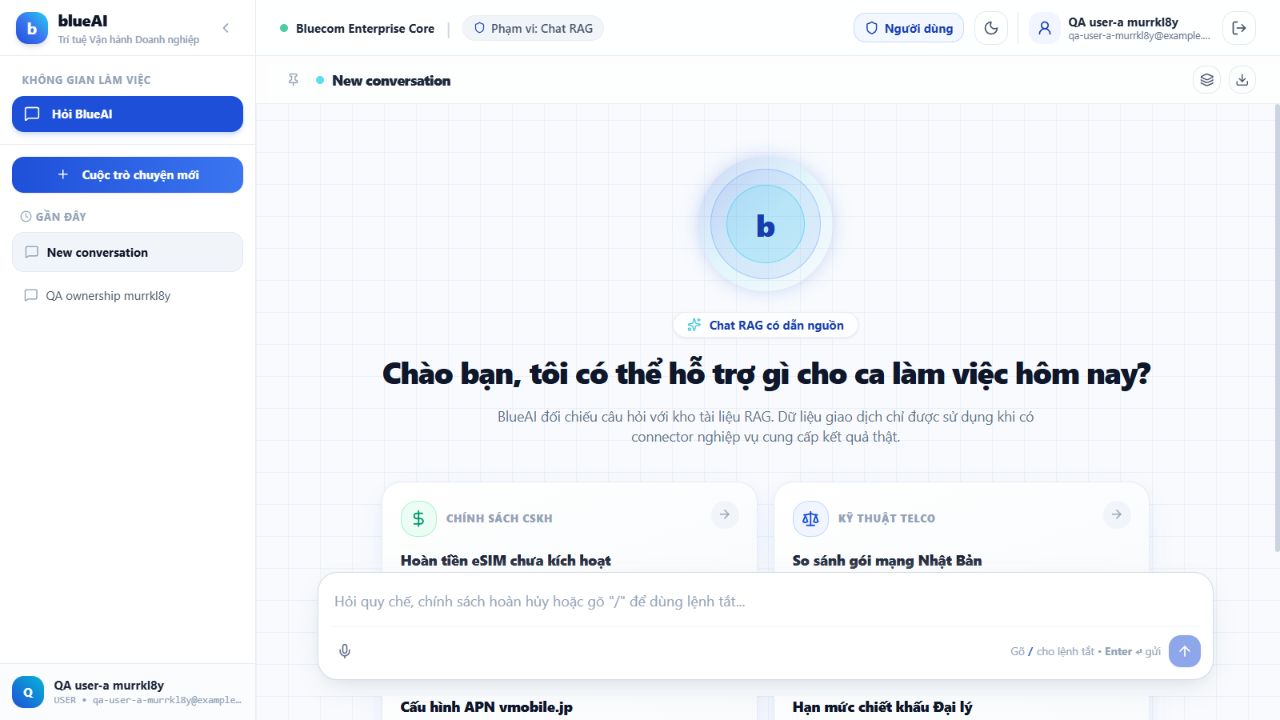 b
blueAI
Trí tuệ Vận hành Doanh nghiệp
KHÔNG GIAN LÀM VIỆC
Hỏi BlueAI
Cuộc trò chuyện mới
GẦN ĐÂY
New conversation
QA ownership murrkl8y
Q
QA user-a murrkl8y
USER • qa-user-a-murrkl8y@example…
Bluecom Enterprise Core
Phạm vi: Chat RAG
Người dùng
QA user-a murrkl8y
qa-user-a-murrkl8y@example.…
New conversation
b
Chat RAG có dẫn nguồn
Chào bạn, tôi có thể hỗ trợ gì cho ca làm việc hôm nay?
BlueAI đối chiếu câu hỏi với kho tài liệu RAG. Dữ liệu giao dịch chỉ được sử dụng khi có
connector nghiệp vụ cung cấp kết quả thật.
CHÍNH SÁCH CSKH
Hoàn tiền eSIM chưa kích hoạt
KỸ THUẬT TELCO
So sánh gói mạng Nhật Bản
Hỏi quy chế, chính sách hoàn hủy hoặc gõ "/" để dùng lệnh tắt...
Gõ / cho lệnh tắt • Enter ↵ gửi
Cấu hình APN vmobile.jp
Hạn mức chiết khấu Đại lý